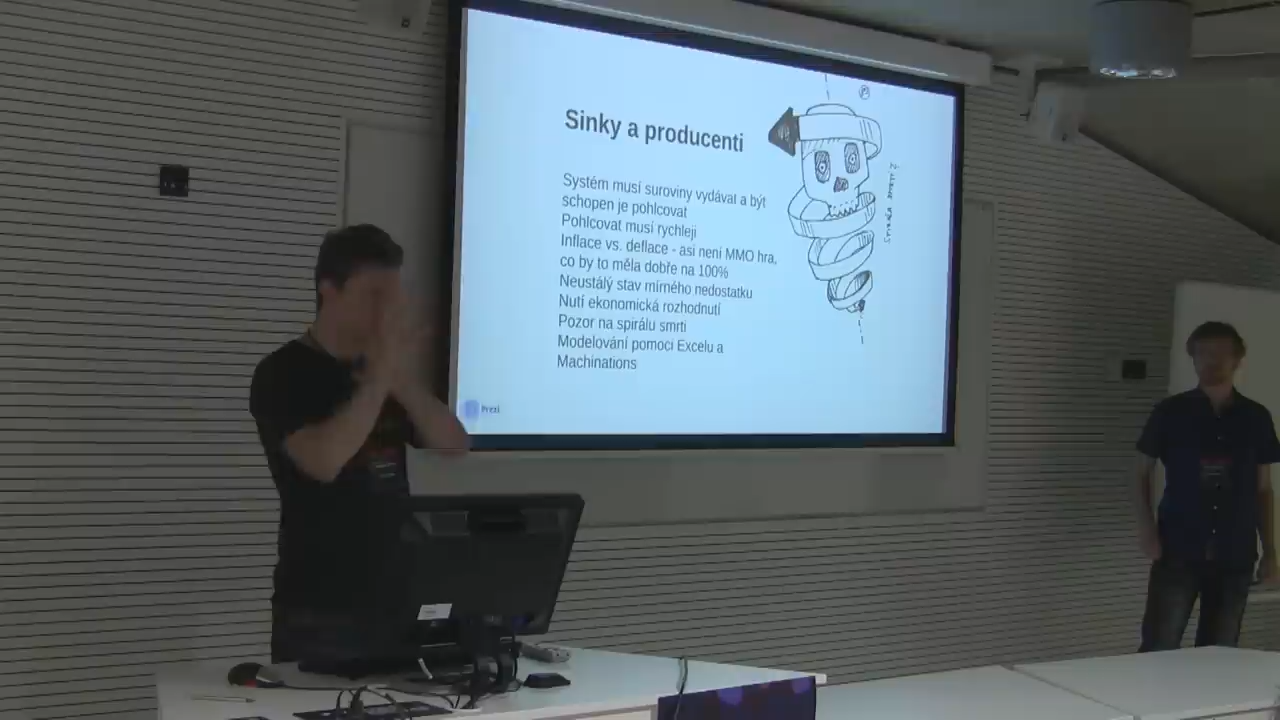 Sinky a producenti
Systém musí suroviny vydávat a být
schopen je pohlcovat
Pohlcovat musí rychleji
Inflace vs. deflace - asi není MMO hra,
co by to měla dobře na 100%
Neustálý stav mírného nedostatku
Nutí ekonomická rozhodnutí
Pozor na spirálu smrti
Modelování pomocí Excelu a
Machinations
Prezi